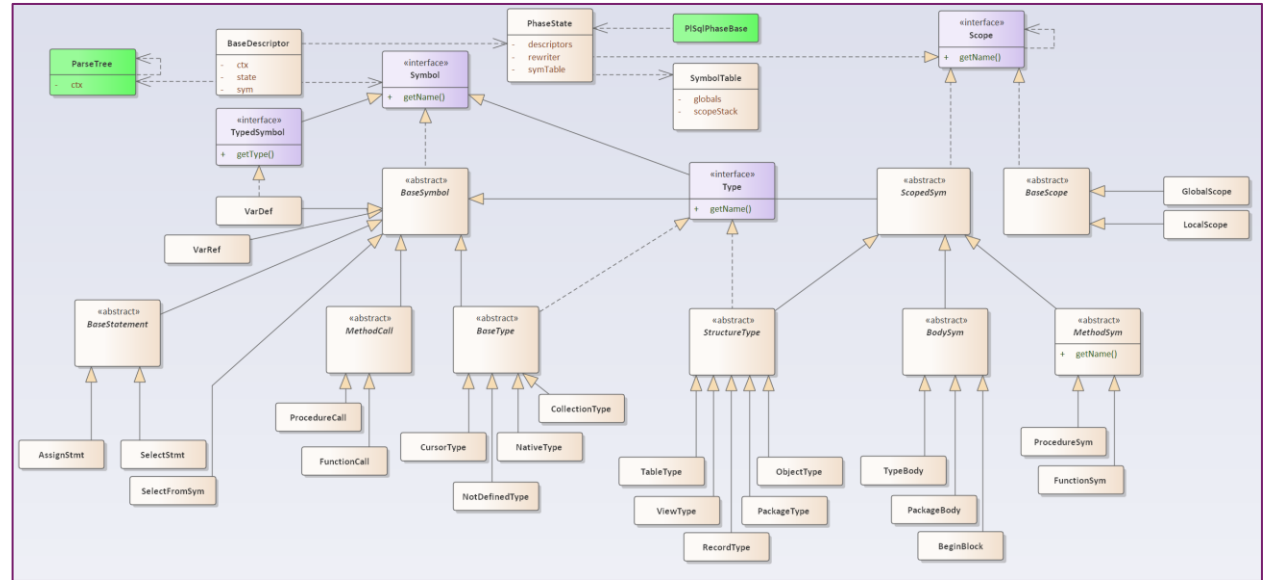 ParseTree
- ctx
BaseDescriptor
- ctx
- state
- sym
«interface»
Symbol
+ getName()
PhaseState
- descriptors
- rewriter
- symTable
PlSqlPhaseBase
SymbolTable
- globals
- scopeStack
«interface»
Scope
+ getName()
«interface»
TypedSymbol
+ getType()
VarDef
VarRef
«abstract»
BaseSymbol
«interface»
Type
+ getName()
«abstract»
ScopedSym
«abstract»
BaseScope
GlobalScope
LocalScope
«abstract»
BaseStatement
«abstract»
MethodCall
«abstract»
BaseType
«abstract»
StructureType
«abstract»
BodySym
«abstract»
MethodSym
+ getName()
AssignStmt
SelectStmt
SelectFromSym
ProcedureCall
FunctionCall
CursorType
NotDefinedType
NativeType
CollectionType
TableType
ViewType
RecordType
PackageType
ObjectType
TypeBody
PackageBody
BeginBlock
ProcedureSym
FunctionSym